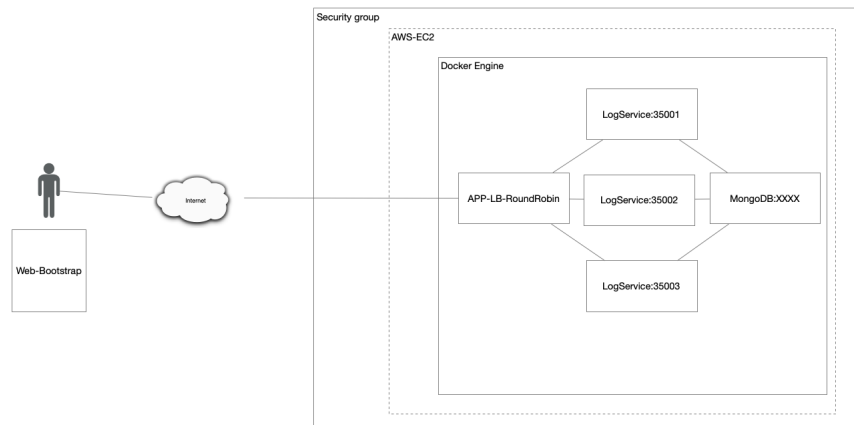 Security group
AWS-EC2
Docker Engine
LogService:35001
APP-LB-RoundRobin
LogService:35002
MongoDB:XXXX
Internet
Web-Bootstrap
LogService:35003